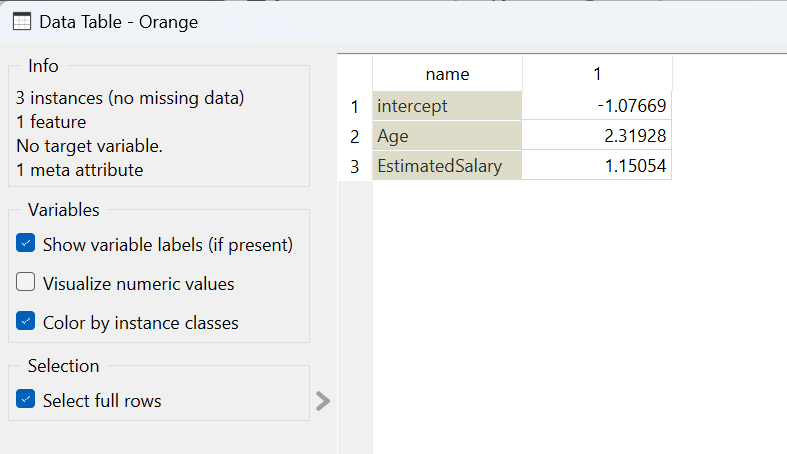 Data Table - Orange
Info
3 instances (no missing data)
1 feature
No target variable.
1 meta attribute
Variables
Show variable labels (if present)
Visualize numeric values
Color by instance classes
Selection
Select full rows
name 1
1 intercept -1.07669
2 Age 2.31928
3 EstimatedSalary 1.15054